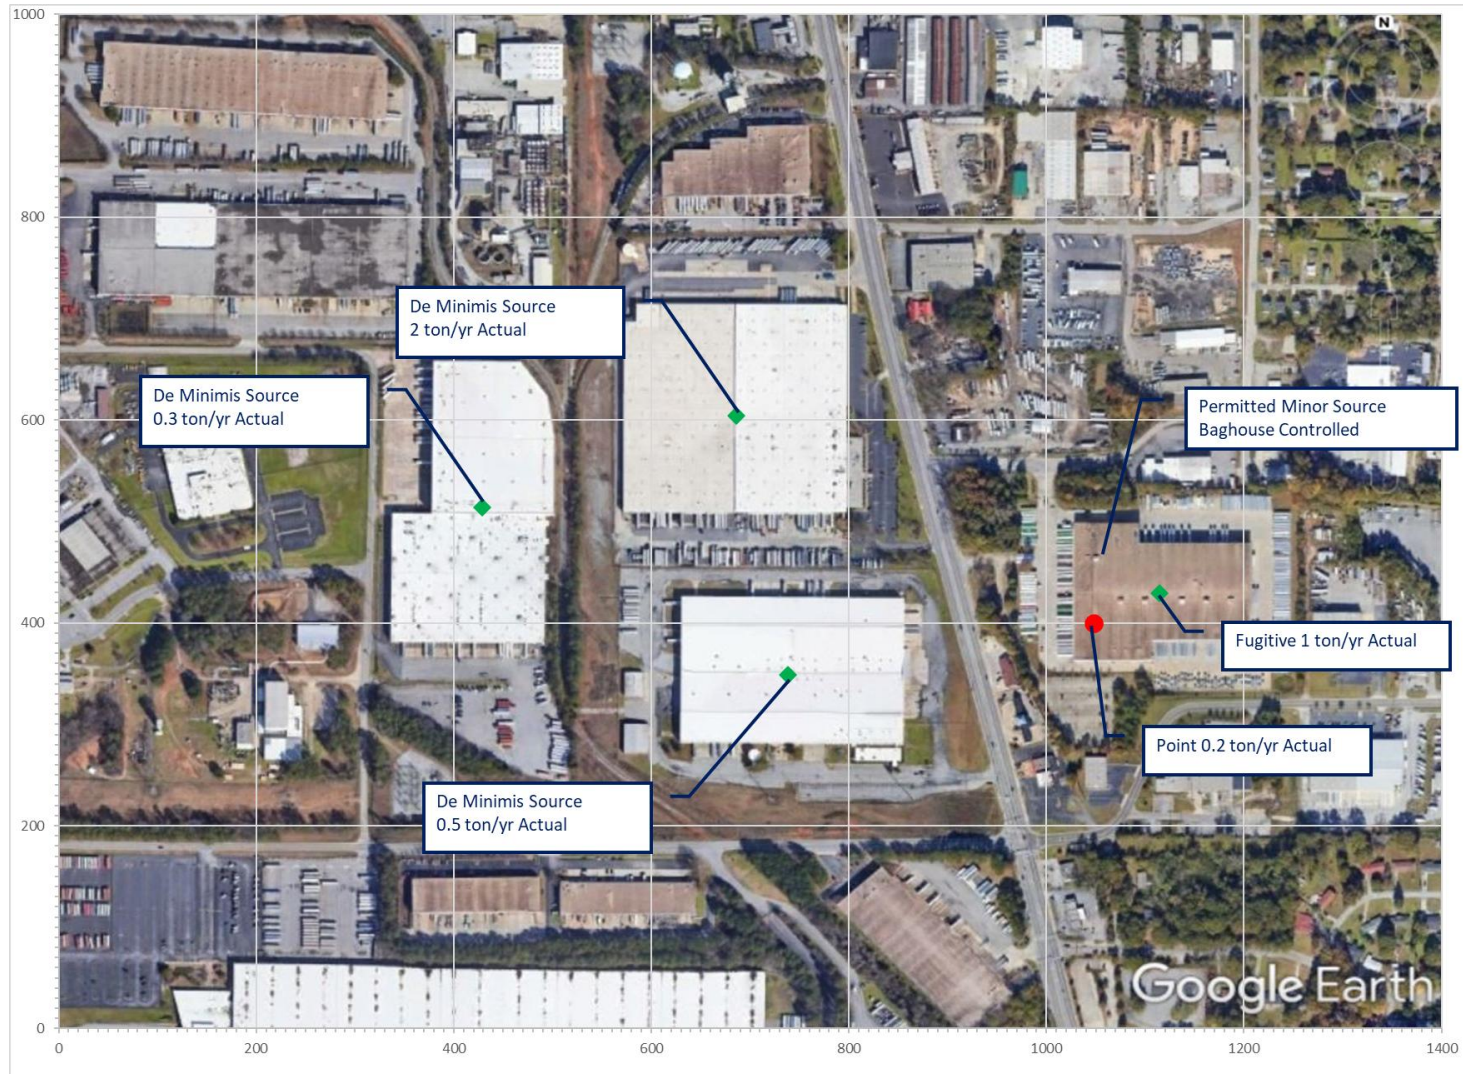 1000
N
800
De Minimis Source
2 ton/yr Actual
De Minimis Source
0.3 ton/yr Actual
Permitted Minor Source
Baghouse Controlled
600
400
Fugitive 1 ton/yr Actual
Point 0.2 ton/yr Actual
De Minimis Source
0.5 ton/yr Actual
200
Google Earth
0
0 200 400 600 800 1000 1200 1400